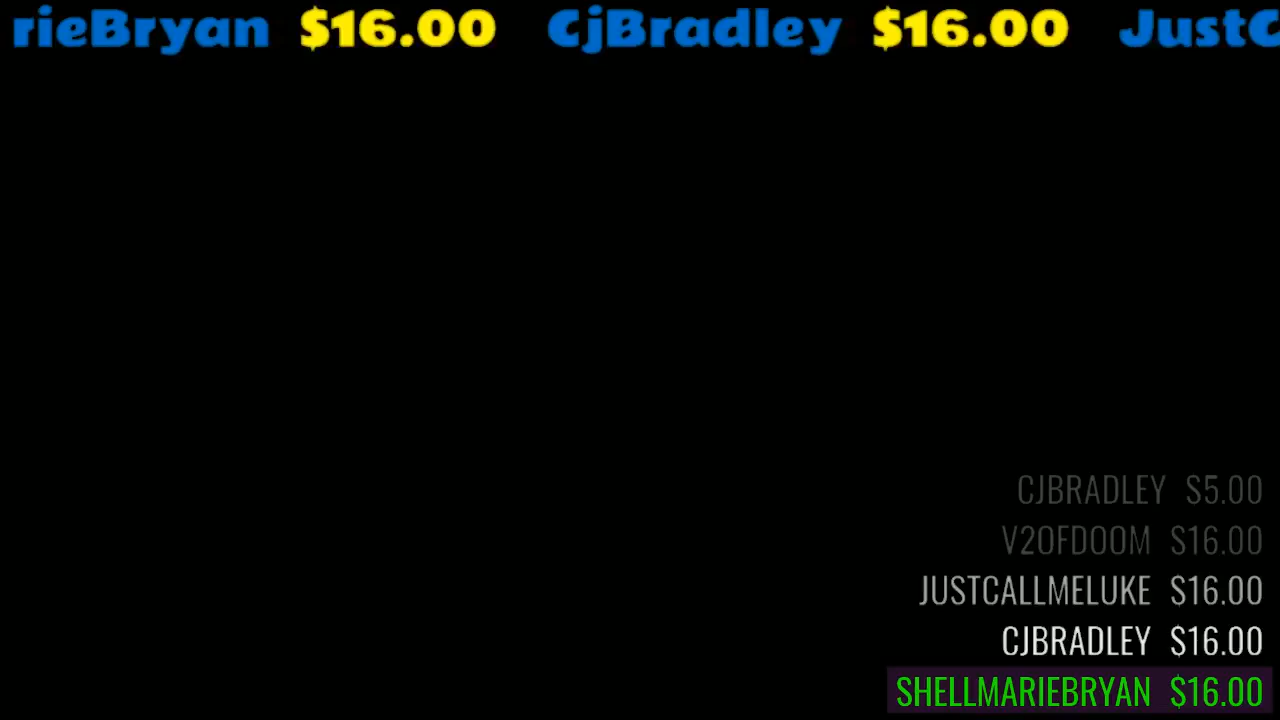 rieBryan $16.00 CjBradley $16.00 JustC
CJBRADLEY $5.00
V2OFDOOM $16.00
JUSTCALLMELUKE $16.00
CJBRADLEY $16.00
SHELLMARIEBRYAN $16.00